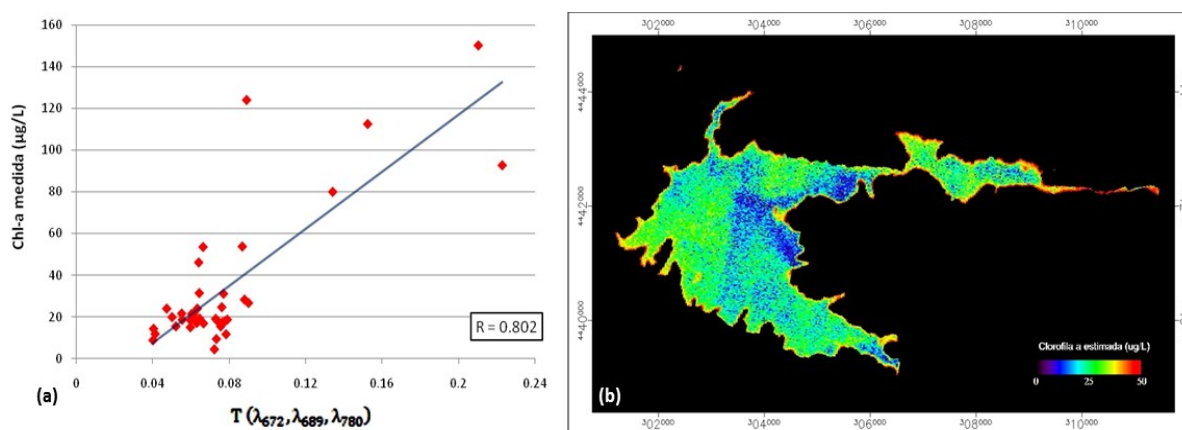 160
140
120
100
80
60
40
20
0
Chl-a medida (µg/L)
R = 0.802
0.04 0.08 0.12 0.16 0.2 0.24
(a)
T (λ672, λ689, λ780)
302000 304000 306000 308000 310000
4444000
4442000
4440000
Clorofila a estimada (ug/L)
0 25 50
302000 304000 306000 308000 310000
(b)